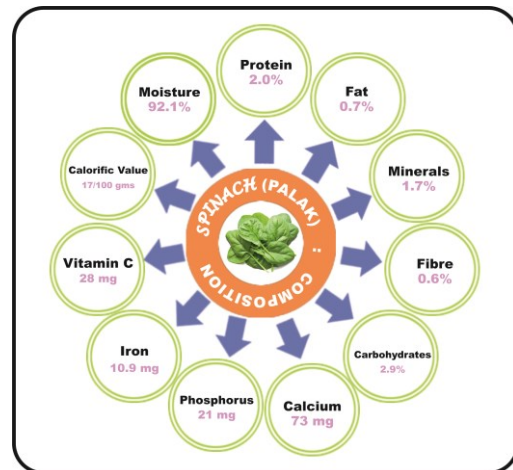 SPINACH (PALAK) : COMPOSITION
Protein
2.0%
Fat
0.7%
Minerals
1.7%
Fibre
0.6%
Carbohydrates
2.9%
Calcium
73 mg
Phosphorus
21 mg
Iron
10.9 mg
Vitamin C
28 mg
Calorific Value
17/100 gms
Moisture
92.1%